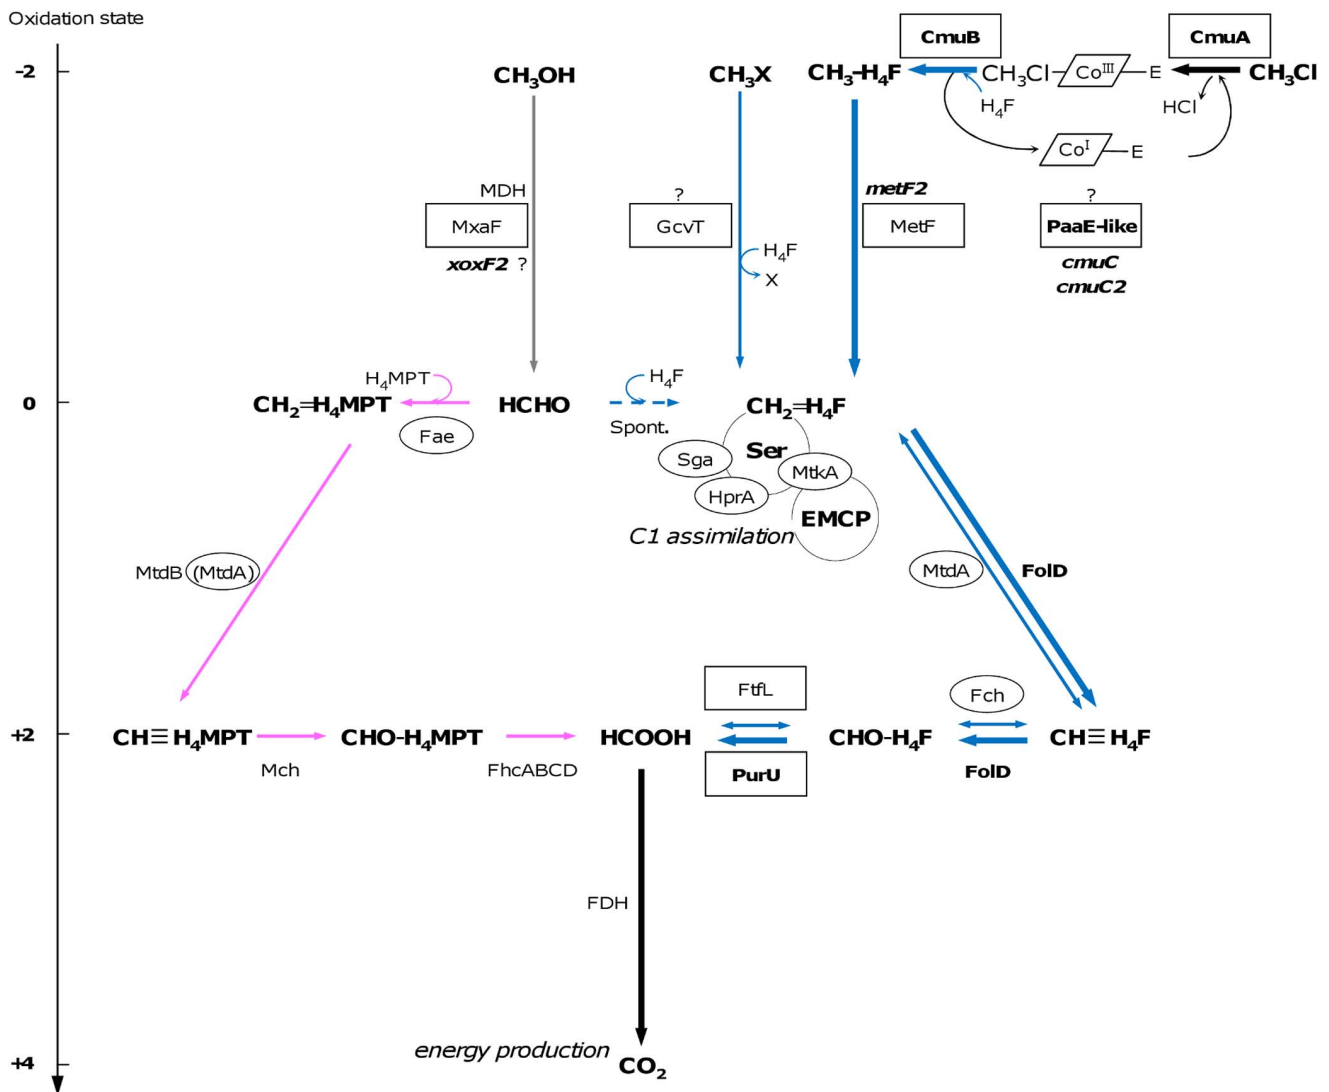 Oxidation state
-2
CH3OH
CH3X
CH3-H4F
CmuB
CH3Cl
CoIII
E
CmuA
CH3Cl
H4F
HCl
CoI
E
MDH
MxaF
xoxF2 ?
?
GcvT
H4F
X
metF2
MetF
?
PaaE-like
cmuC
cmuC2
0
CH2=H4MPT
H4MPT
Fae
HCHO
H4F
Spont.
CH2=H4F
Ser
Sga
HprA
MtkA
EMCP
C1 assimilation
MtdB (MtdA)
MtdA
FolD
+2
CH≡H4MPT
Mch
CHO-H4MPT
FhcABCD
HCOOH
FtfL
PurU
CHO-H4F
Fch
FolD
CH≡H4F
FDH
+4
energy production
CO2